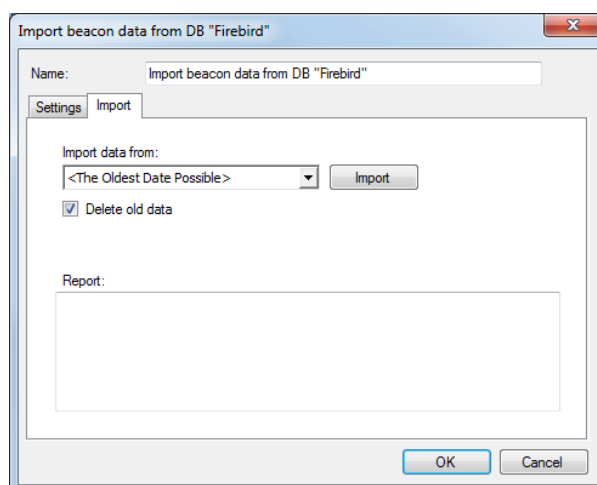 Import beacon data from DB "Firebird"
Name: Import beacon data from DB "Firebird"
Settings Import
Import data from:
<The Oldest Date Possible> Import
Delete old data
Report:
OK Cancel